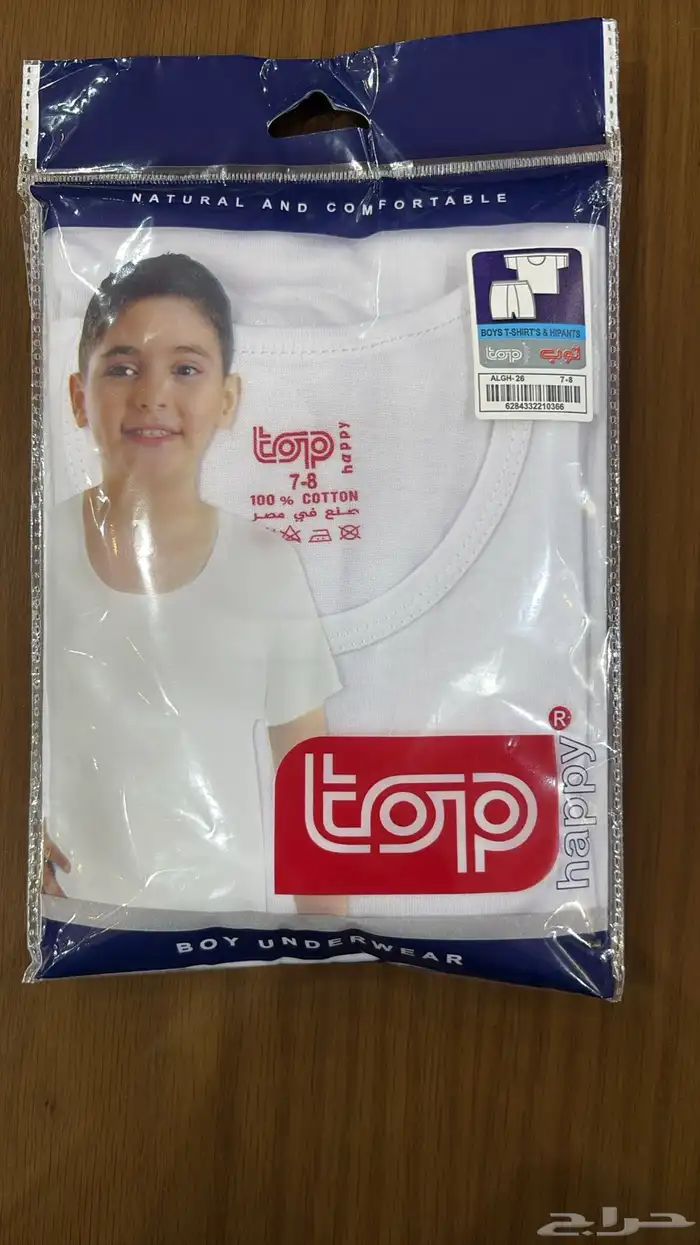 NATURAL AND COMFORTABLE
BOYS T-SHIRT'S & HIPANTS
top توب
ALGH-26 7-8
6284332210366
top happy
7-8
100 % COTTON
صنع في مصر
top happy ®
BOY UNDERWEAR
حراج